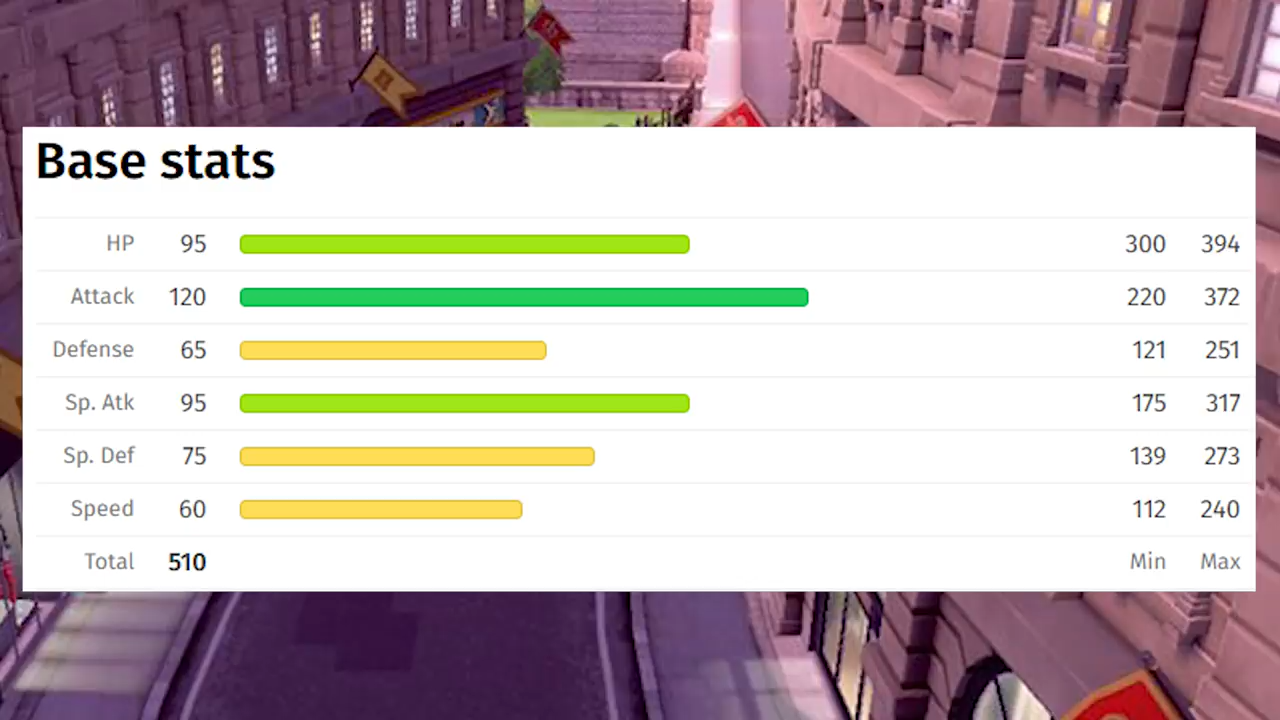 Base stats
HP 95 300 394
Attack 120 220 372
Defense 65 121 251
Sp. Atk 95 175 317
Sp. Def 75 139 273
Speed 60 112 240
Total 510 Min Max